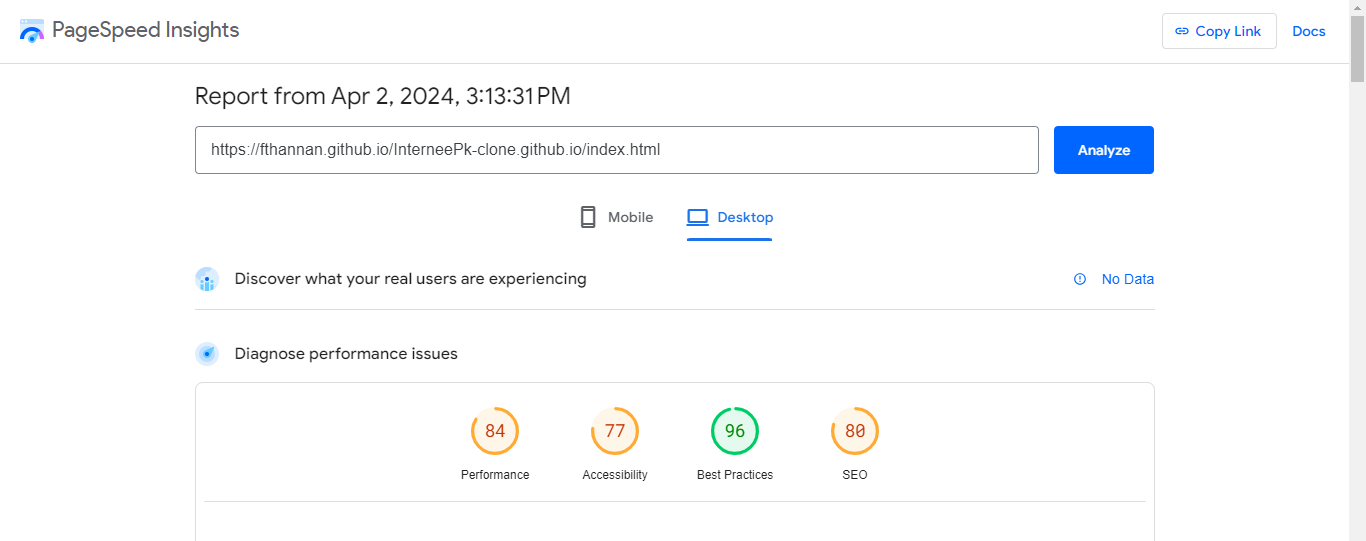 PageSpeed Insights
Copy Link
Docs
Report from Apr 2, 2024, 3:13:31 PM
https://fthannan.github.io/InterneePk-clone.github.io/index.html
Analyze
Mobile
Desktop
Discover what your real users are experiencing
No Data
Diagnose performance issues
84
77
96
80
Performance
Accessibility
Best Practices
SEO